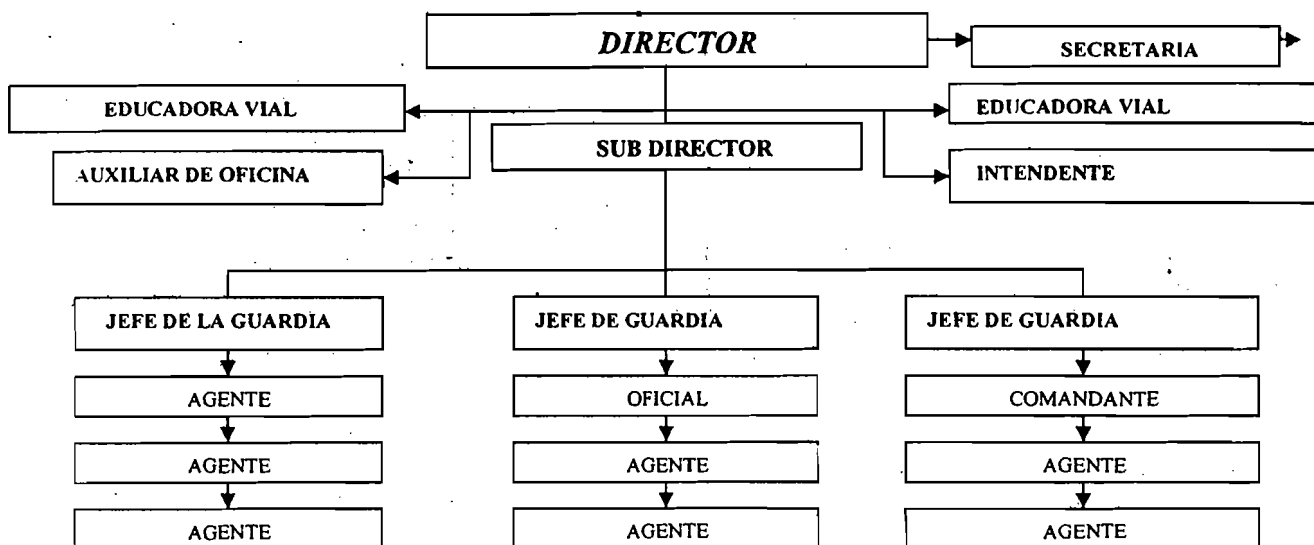 DIRECTOR
SECRETARIA
EDUCADORA VIAL
EDUCADORA VIAL
SUB DIRECTOR
AUXILIAR DE OFICINA
INTENDENTE
JEFE DE LA GUARDIA
JEFE DE GUARDIA
JEFE DE GUARDIA
AGENTE
OFICIAL
COMANDANTE
AGENTE
AGENTE
AGENTE
AGENTE
AGENTE
AGENTE